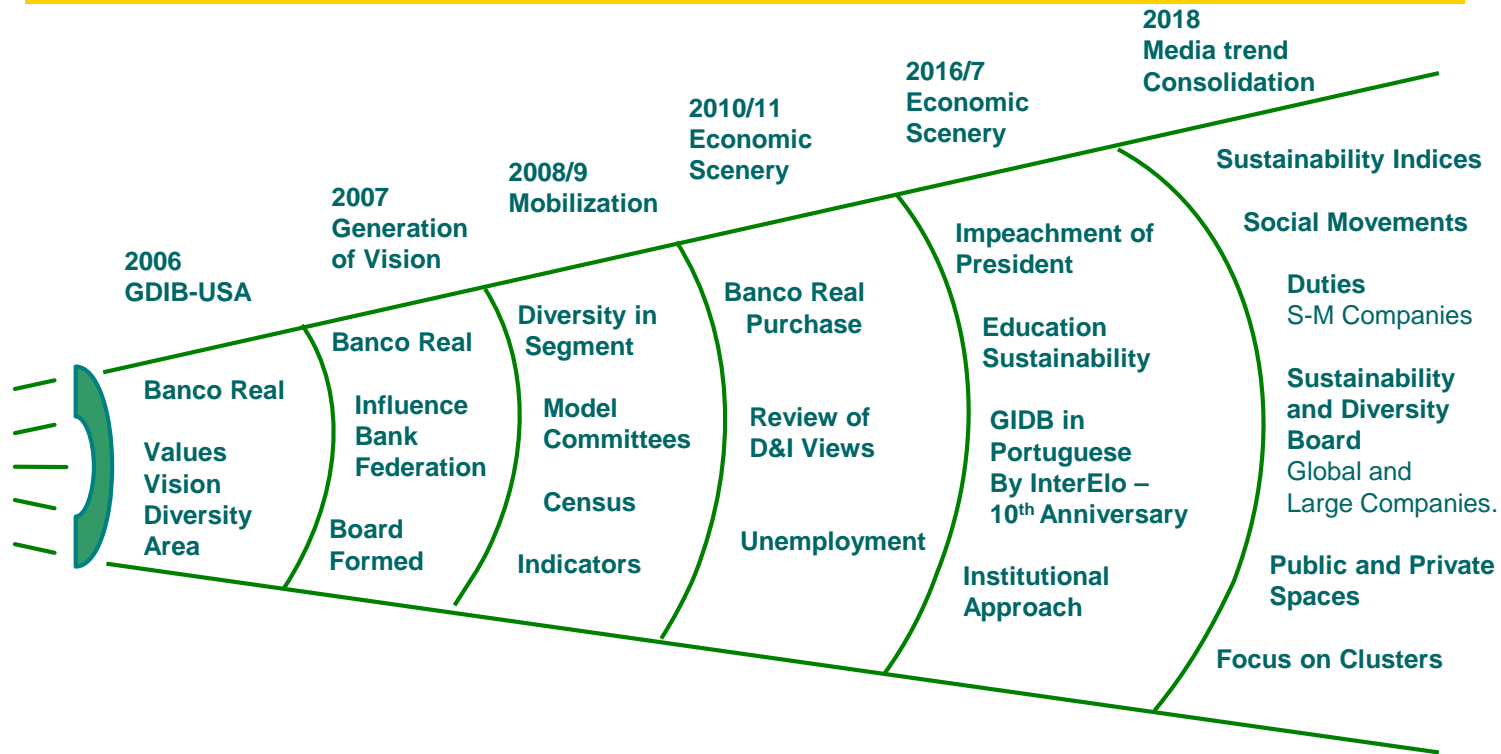 2006
GDIB-USA
Banco Real
Values
Vision
Diversity
Area
2007
Generation
of Vision
Banco Real
Influence
Bank
Federation
Board
Formed
2008/9
Mobilization
Diversity in
Segment
Model
Committees
Census
Indicators
2010/11
Economic
Scenery
Banco Real
Purchase
Review of
D&I Views
Unemployment
2016/7
Economic
Scenery
Impeachment of
President
Education
Sustainability
GIDB in
Portuguese
By InterElo –
10th Anniversary
Institutional
Approach
2018
Media trend
Consolidation
Sustainability Indices
Social Movements
Duties
S-M Companies
Sustainability
and Diversity
Board
Global and
Large Companies.
Public and Private
Spaces
Focus on Clusters